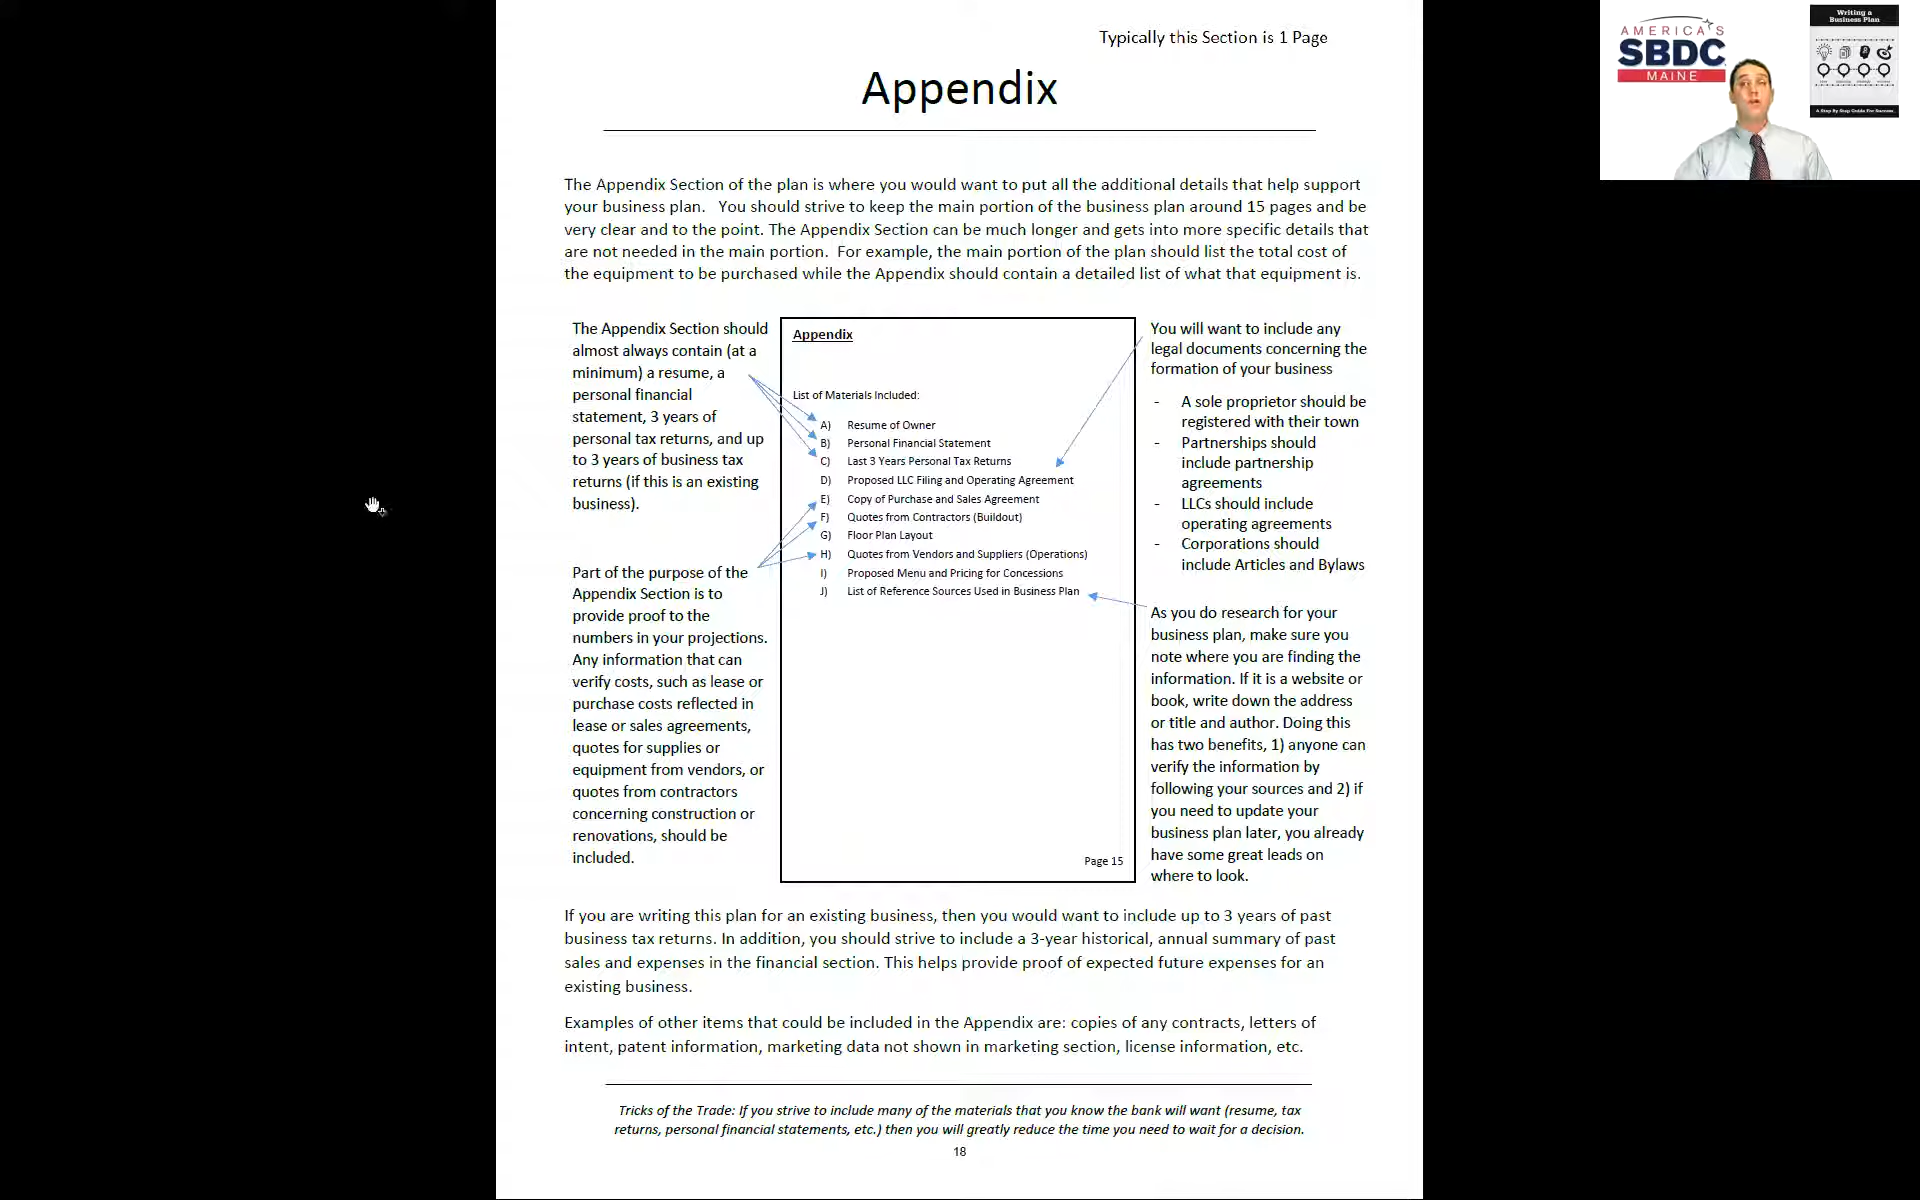 Typically this Section is 1 Page
Appendix
The Appendix Section of the plan is where you would want to put all the additional details that help support
your business plan. You should strive to keep the main portion of the business plan around 15 pages and be
very clear and to the point. The Appendix Section can be much longer and gets into more specific details that
are not needed in the main portion. For example, the main portion of the plan should list the total cost of
the equipment to be purchased while the Appendix should contain a detailed list of what that equipment is.
The Appendix Section should
almost always contain (at a
minimum) a resume, a
personal financial
statement, 3 years of
personal tax returns, and up
to 3 years of business tax
returns (if this is an existing
business).
Part of the purpose of the
Appendix Section is to
provide proof to the
numbers in your projections.
Any information that can
verify costs, such as lease or
purchase costs reflected in
lease or sales agreements,
quotes for supplies or
equipment from vendors, or
quotes from contractors
concerning construction or
renovations, should be
included.
Appendix
List of Materials Included:
A) Resume of Owner
B) Personal Financial Statement
C) Last 3 Years Personal Tax Returns
D) Proposed LLC Filing and Operating Agreement
E) Copy of Purchase and Sales Agreement
F) Quotes from Contractors (Buildout)
G) Floor Plan Layout
H) Quotes from Vendors and Suppliers (Operations)
I) Proposed Menu and Pricing for Concessions
J) List of Reference Sources Used in Business Plan
Page 15
You will want to include any
legal documents concerning the
formation of your business
- A sole proprietor should be
registered with their town
- Partnerships should
include partnership
agreements
- LLCs should include
operating agreements
- Corporations should
include Articles and Bylaws
As you do research for your
business plan, make sure you
note where you are finding the
information. If it is a website or
book, write down the address
or title and author. Doing this
has two benefits, 1) anyone can
verify the information by
following your sources and 2) if
you need to update your
business plan later, you already
have some great leads on
where to look.
If you are writing this plan for an existing business, then you would want to include up to 3 years of past
business tax returns. In addition, you should strive to include a 3-year historical, annual summary of past
sales and expenses in the financial section. This helps provide proof of expected future expenses for an
existing business.
Examples of other items that could be included in the Appendix are: copies of any contracts, letters of
intent, patent information, marketing data not shown in marketing section, license information, etc.
Tricks of the Trade: If you strive to include many of the materials that you know the bank will want (resume, tax
returns, personal financial statements, etc.) then you will greatly reduce the time you need to wait for a decision.
18
AMERICA'S
SBDC
MAINE
Writing a
Business Plan
A Step By Step Guide For Success